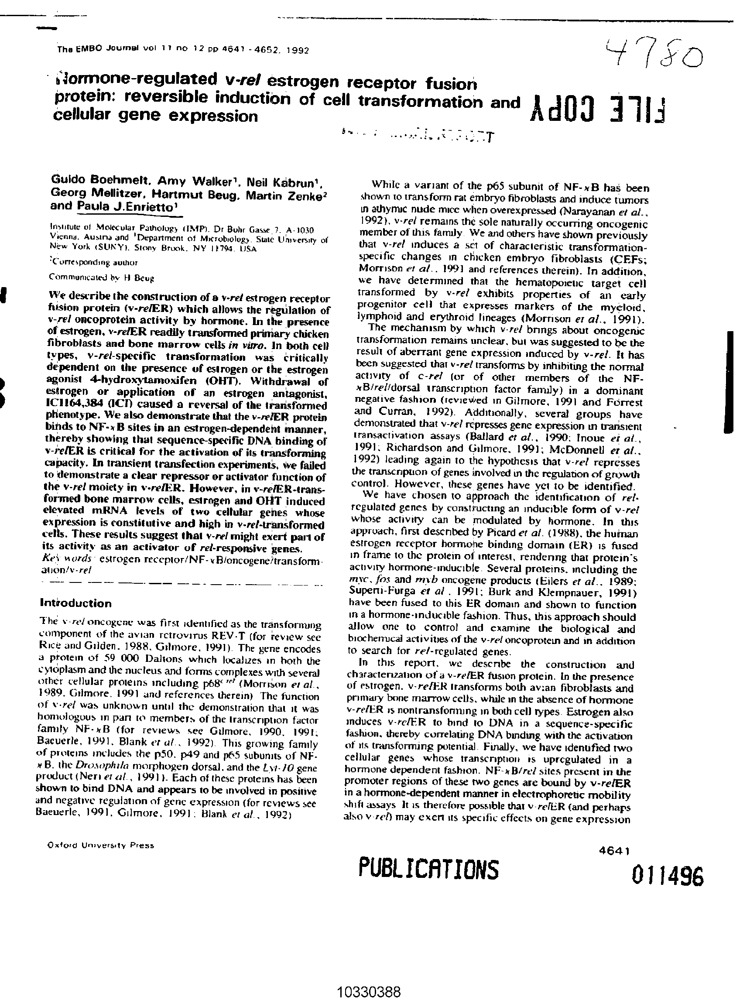 The EMBO Journal vol 11 no 12 pp 4641 - 4652, 1992
4780
Hormone-regulated v-rel estrogen receptor fusion
protein: reversible induction of cell transformation and
cellular gene expression
FILE COPY
Guido Boehmelt, Amy Walker¹, Neil Kabrun¹,
Georg Mellitzer, Hartmut Beug, Martin Zenke²
and Paula J.Enrietto¹
Institute of Molecular Pathology (IMP), Dr Bohr Gasse 7, A-1030
Vienna, Austria and ¹Department of Microbiology, State University of
New York (SUNY), Stony Brook, NY 11794, USA
²Corresponding author
Communicated by H Beug
We describe the construction of a v-rel estrogen receptor
fusion protein (v-relER) which allows the regulation of
v-rel oncoprotein activity by hormone. In the presence
of estrogen, v-relER readily transformed primary chicken
fibroblasts and bone marrow cells in vitro. In both cell
types, v-rel-specific transformation was critically
dependent on the presence of estrogen or the estrogen
agonist 4-hydroxytamoxifen (OHT). Withdrawal of
estrogen or application of an estrogen antagonist,
ICI164,384 (ICI) caused a reversal of the transformed
phenotype. We also demonstrate that the v-relER protein
binds to NF-κB sites in an estrogen-dependent manner,
thereby showing that sequence-specific DNA binding of
v-relER is critical for the activation of its transforming
capacity. In transient transfection experiments, we failed
to demonstrate a clear repressor or activator function of
the v-rel moiety in v-relER. However, in v-relER-trans-
formed bone marrow cells, estrogen and OHT induced
elevated mRNA levels of two cellular genes whose
expression is constitutive and high in v-rel-transformed
cells. These results suggest that v-rel might exert part of
its activity as an activator of rel-responsive genes.
Key words: estrogen receptor/NF-κB/oncogene/transform-
ation/v-rel
Introduction
The v-rel oncogene was first identified as the transforming
component of the avian retrovirus REV-T (for review see
Rice and Gilden, 1988, Gilmore, 1991). The gene encodes
a protein of 59 000 Daltons which localizes in both the
cytoplasm and the nucleus and forms complexes with several
other cellular proteins including p68c-rel (Morrison et al.,
1989, Gilmore, 1991 and references therein) The function
of v-rel was unknown until the demonstration that it was
homologous in part to members of the transcription factor
family NF-κB (for reviews see Gilmore, 1990, 1991;
Baeuerle, 1991, Blank et al., 1992) This growing family
of proteins includes the p50, p49 and p65 subunits of NF-
κB, the Drosophila morphogen dorsal, and the Lyt-10 gene
product (Neri et al., 1991). Each of these proteins has been
shown to bind DNA and appears to be involved in positive
and negative regulation of gene expression (for reviews see
Baeuerle, 1991, Gilmore, 1991; Blank et al., 1992)
While a variant of the p65 subunit of NF-κB has been
shown to transform rat embryo fibroblasts and induce tumors
in athymic nude mice when overexpressed (Narayanan et al.,
1992), v-rel remains the sole naturally occurring oncogenic
member of this family. We and others have shown previously
that v-rel induces a set of characteristic transformation-
specific changes in chicken embryo fibroblasts (CEFs;
Morrison et al., 1991 and references therein). In addition,
we have determined that the hematopoietic target cell
transformed by v-rel exhibits properties of an early
progenitor cell that expresses markers of the myeloid,
lymphoid and erythroid lineages (Morrison et al., 1991).
The mechanism by which v-rel brings about oncogenic
transformation remains unclear, but was suggested to be the
result of aberrant gene expression induced by v-rel. It has
been suggested that v-rel transforms by inhibiting the normal
activity of c-rel (or of other members of the NF-
κB/rel/dorsal transcription factor family) in a dominant
negative fashion (reviewed in Gilmore, 1991 and Forrest
and Curran, 1992). Additionally, several groups have
demonstrated that v-rel represses gene expression in transient
transactivation assays (Ballard et al., 1990; Inoue et al.,
1991; Richardson and Gilmore, 1991; McDonnell et al.,
1992) leading again to the hypothesis that v-rel represses
the transcription of genes involved in the regulation of growth
control. However, these genes have yet to be identified.
We have chosen to approach the identification of rel-
regulated genes by constructing an inducible form of v-rel
whose activity can be modulated by hormone. In this
approach, first described by Picard et al. (1988), the human
estrogen receptor hormone binding domain (ER) is fused
in frame to the protein of interest, rendering that protein's
activity hormone-inducible. Several proteins, including the
myc, fos and myb oncogene products (Eilers et al., 1989;
Superti-Furga et al., 1991; Burk and Klempnauer, 1991)
have been fused to this ER domain and shown to function
in a hormone-inducible fashion. Thus, this approach should
allow one to control and examine the biological and
biochemical activities of the v-rel oncoprotein and in addition
to search for rel-regulated genes.
In this report, we describe the construction and
characterization of a v-relER fusion protein. In the presence
of estrogen, v-relER transforms both avian fibroblasts and
primary bone marrow cells, while in the absence of hormone
v-relER is nontransforming in both cell types. Estrogen also
induces v-relER to bind to DNA in a sequence-specific
fashion, thereby correlating DNA binding with the activation
of its transforming potential. Finally, we have identified two
cellular genes whose transcription is upregulated in a
hormone dependent fashion. NF-κB/rel sites present in the
promoter regions of these two genes are bound by v-relER
in a hormone-dependent manner in electrophoretic mobility
shift assays. It is therefore possible that v-relER (and perhaps
also v-rel) may exert its specific effects on gene expression
Oxford University Press
4641
PUBLICATIONS
011496
10330388